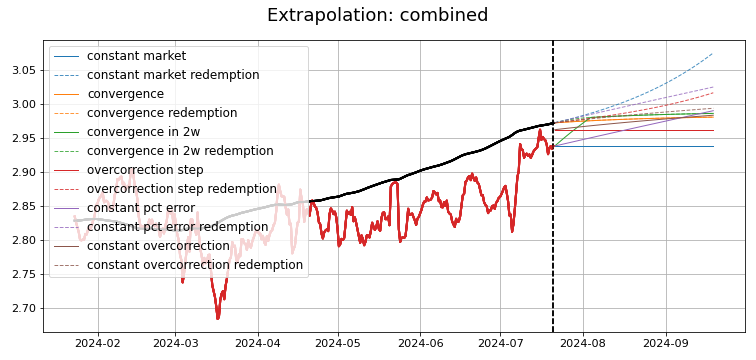 Extrapolation: combined
constant market
constant market redemption
convergence
convergence redemption
convergence in 2w
convergence in 2w redemption
overcorrection step
overcorrection step redemption
constant pct error
constant pct error redemption
constant overcorrection
constant overcorrection redemption
3.05
3.00
2.95
2.90
2.85
2.80
2.75
2.70
2024-02 2024-03 2024-04 2024-05 2024-06 2024-07 2024-08 2024-09